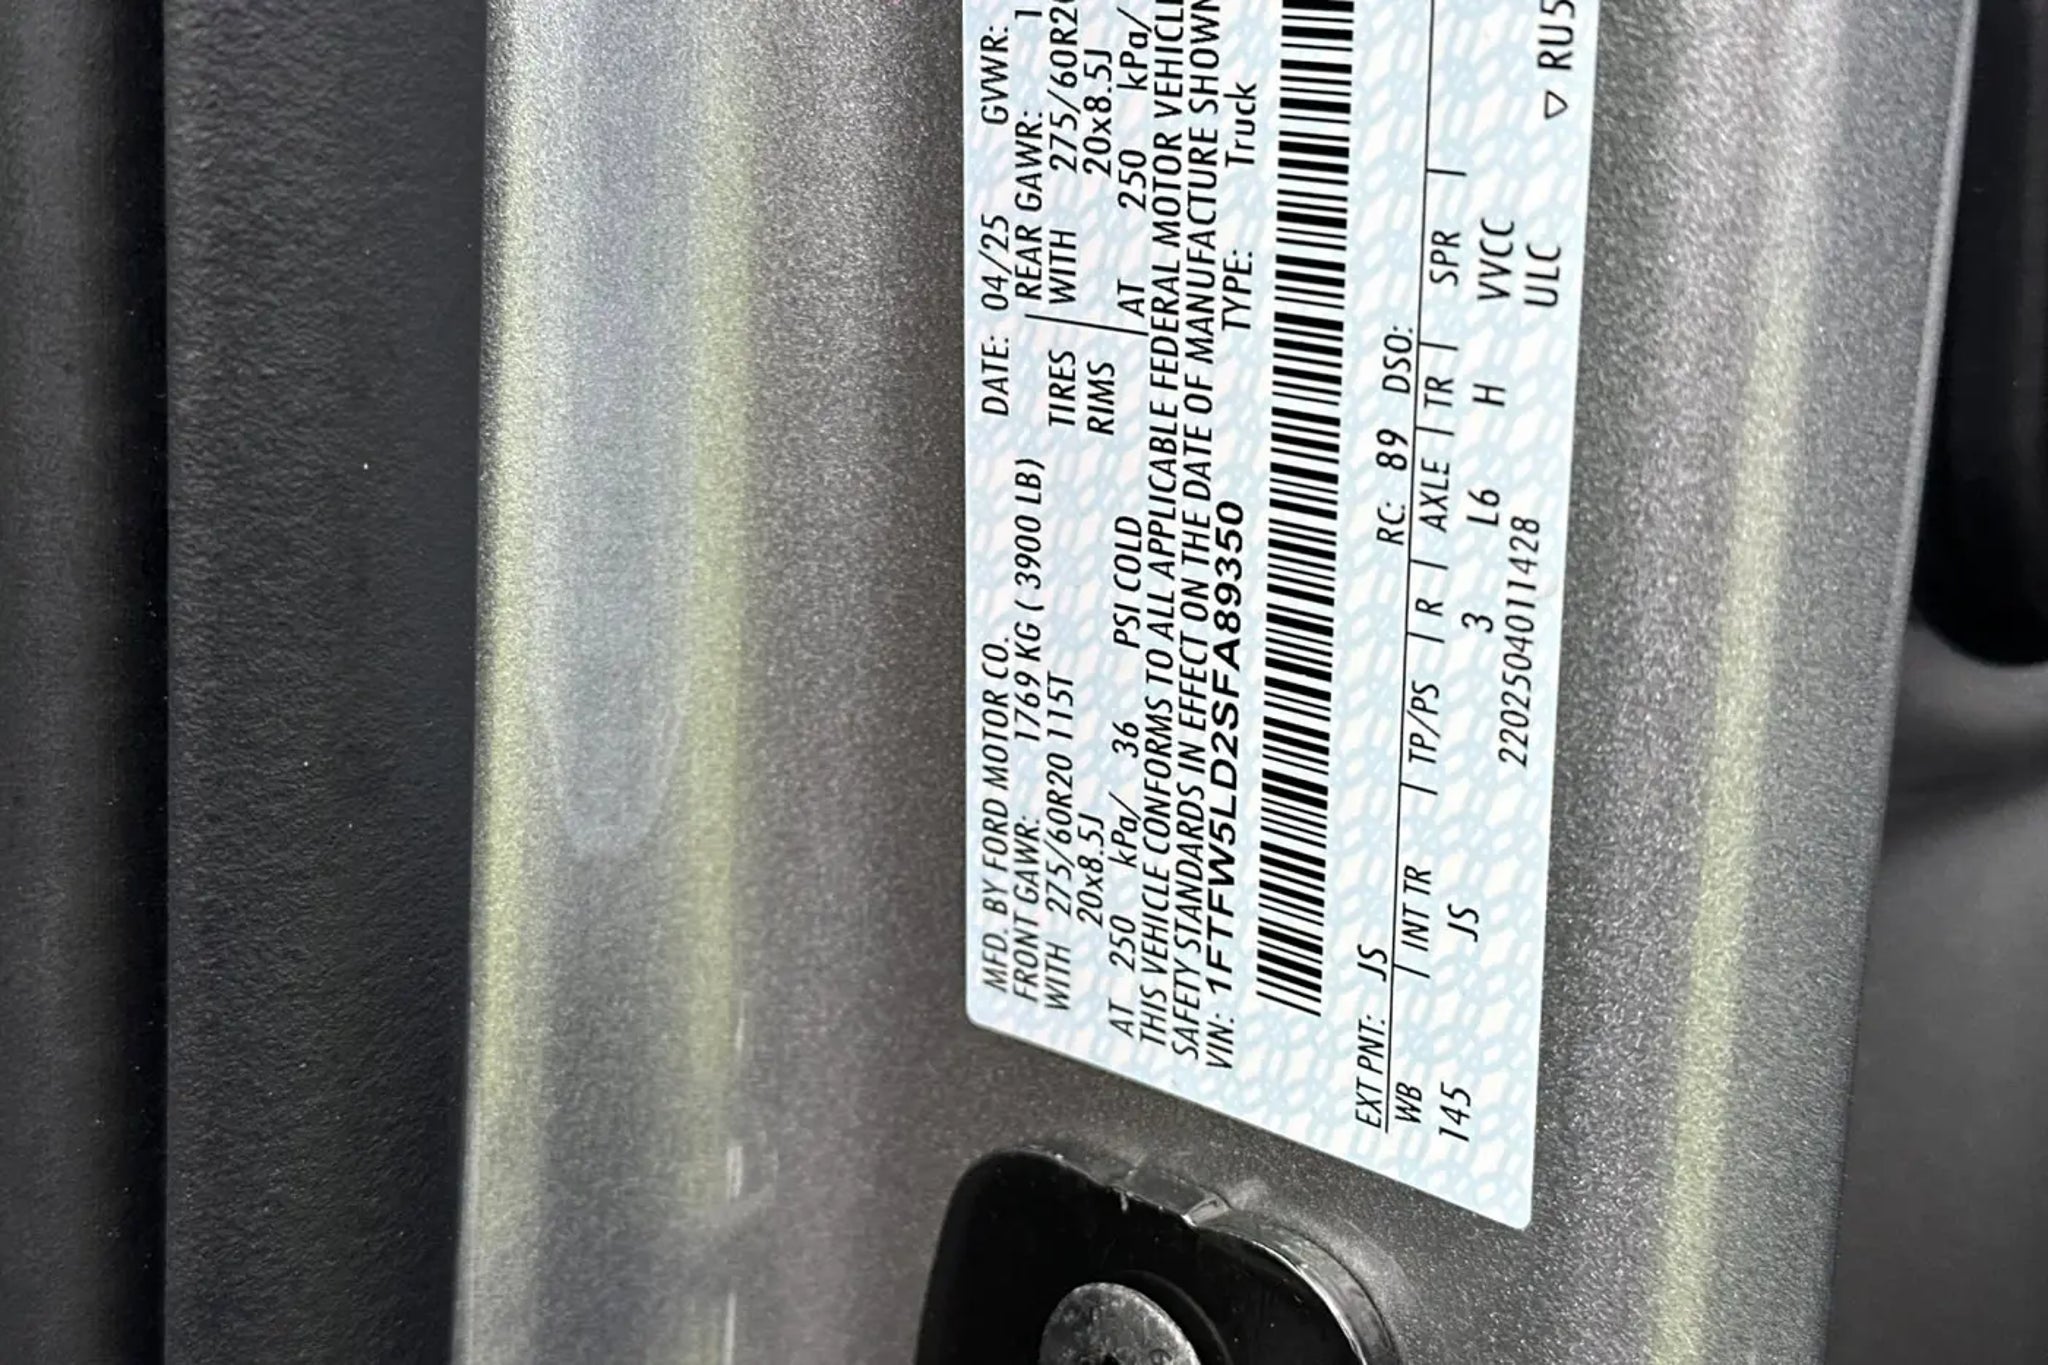 MFD. BY FORD MOTOR CO. DATE: 04/25 GVWR:
FRONT GAWR: 1769 KG ( 3900 LB) REAR GAWR: 1
WITH 275/60R20 115T TIRES WITH 275/60R20
20x8.5J RIMS 20x8.5J
AT 250 kPa/ 36 PSI COLD AT 250 kPa/
THIS VEHICLE CONFORMS TO ALL APPLICABLE FEDERAL MOTOR VEHICLE
SAFETY STANDARDS IN EFFECT ON THE DATE OF MANUFACTURE SHOWN
VIN: 1FTFW5LD2SFA89350 TYPE: Truck
EXT PNT: JS RC: 89 DSO:
WB | INT TR | TP/PS | R | AXLE | TR | SPR |
145 JS 3 L6 H VVCC
2202504011428 ULC
▽ RU5